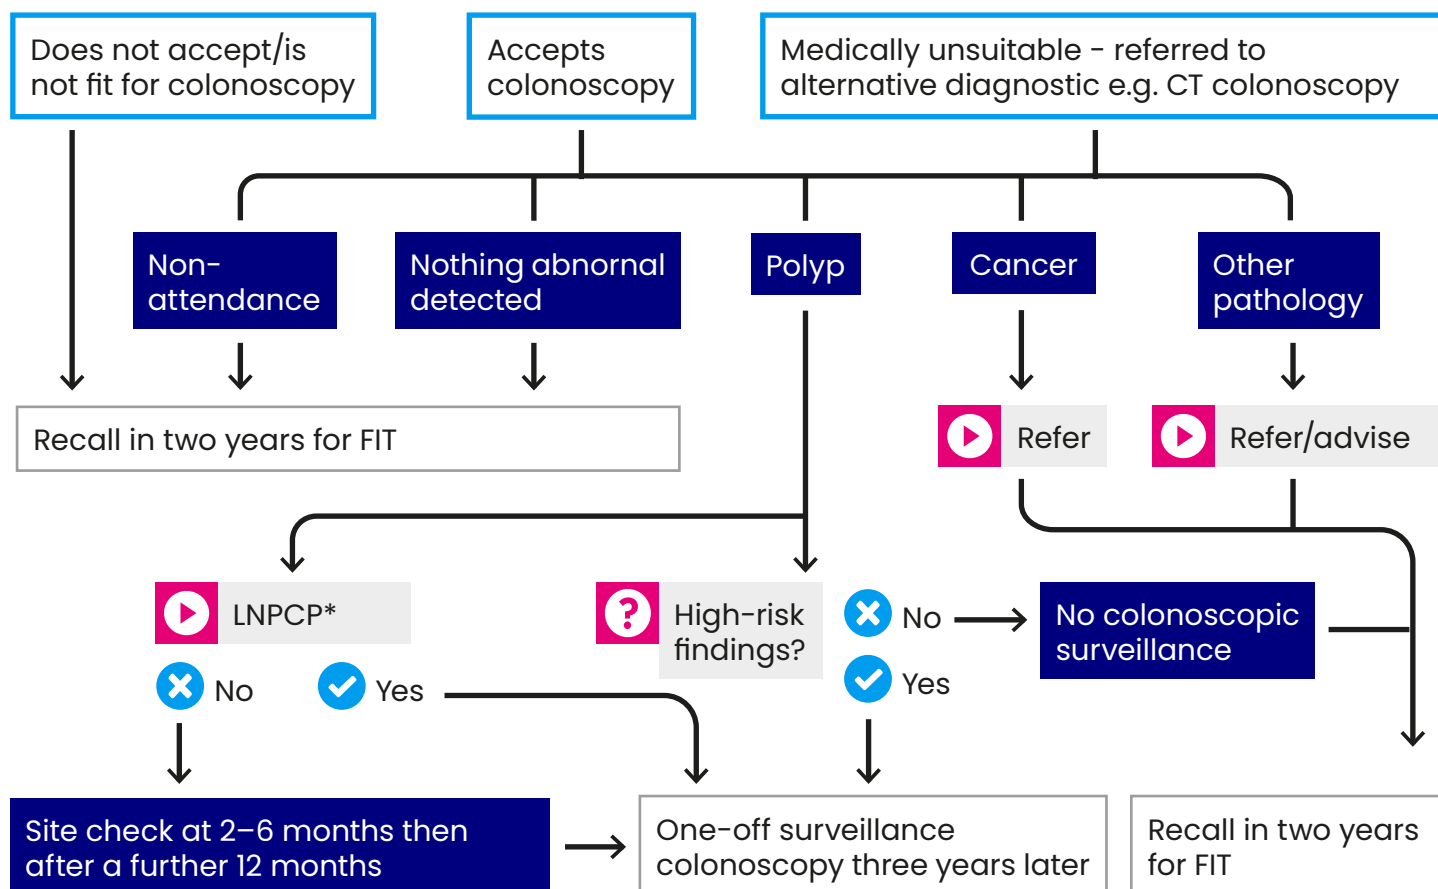 Does not accept/is
not fit for colonoscopy
Accepts
colonoscopy
Medically unsuitable - referred to
alternative diagnostic e.g. CT colonoscopy
Non-
attendance
Nothing abnornal
detected
Polyp
Cancer
Other
pathology
Recall in two years for FIT
Refer
Refer/advise
LNPCP*
No
Yes
High-risk
findings?
No
Yes
No colonoscopic
surveillance
Site check at 2–6 months then
after a further 12 months
One-off surveillance
colonoscopy three years later
Recall in two years
for FIT